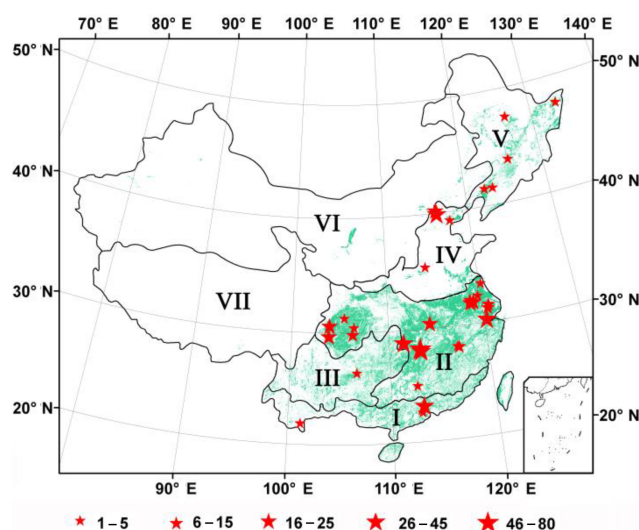 70° E 80° E 90° E 100° E 110° E 120° E 130° E 140° E
50° N 50° N
V
40° N 40° N
VI
IV
VII
30° N 30° N
II
III
I
20° N 20° N
90° E 100° E 110° E 120° E
1–5 6–15 16–25 26–45 46–80